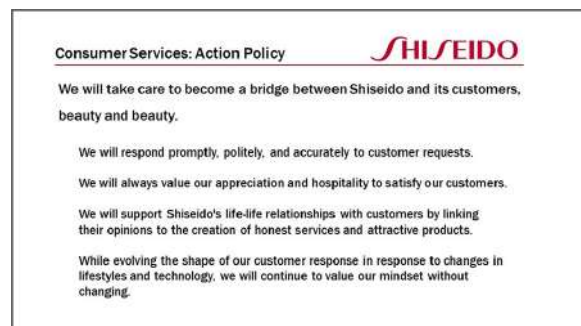 Consumer Services: Action Policy
SHISEIDO
We will take care to become a bridge between Shiseido and its customers,
beauty and beauty.
We will respond promptly, politely, and accurately to customer requests.
We will always value our appreciation and hospitality to satisfy our customers.
We will support Shiseido's life-life relationships with customers by linking
their opinions to the creation of honest services and attractive products.
While evolving the shape of our customer response in response to changes in
lifestyles and technology, we will continue to value our mindset without
changing.